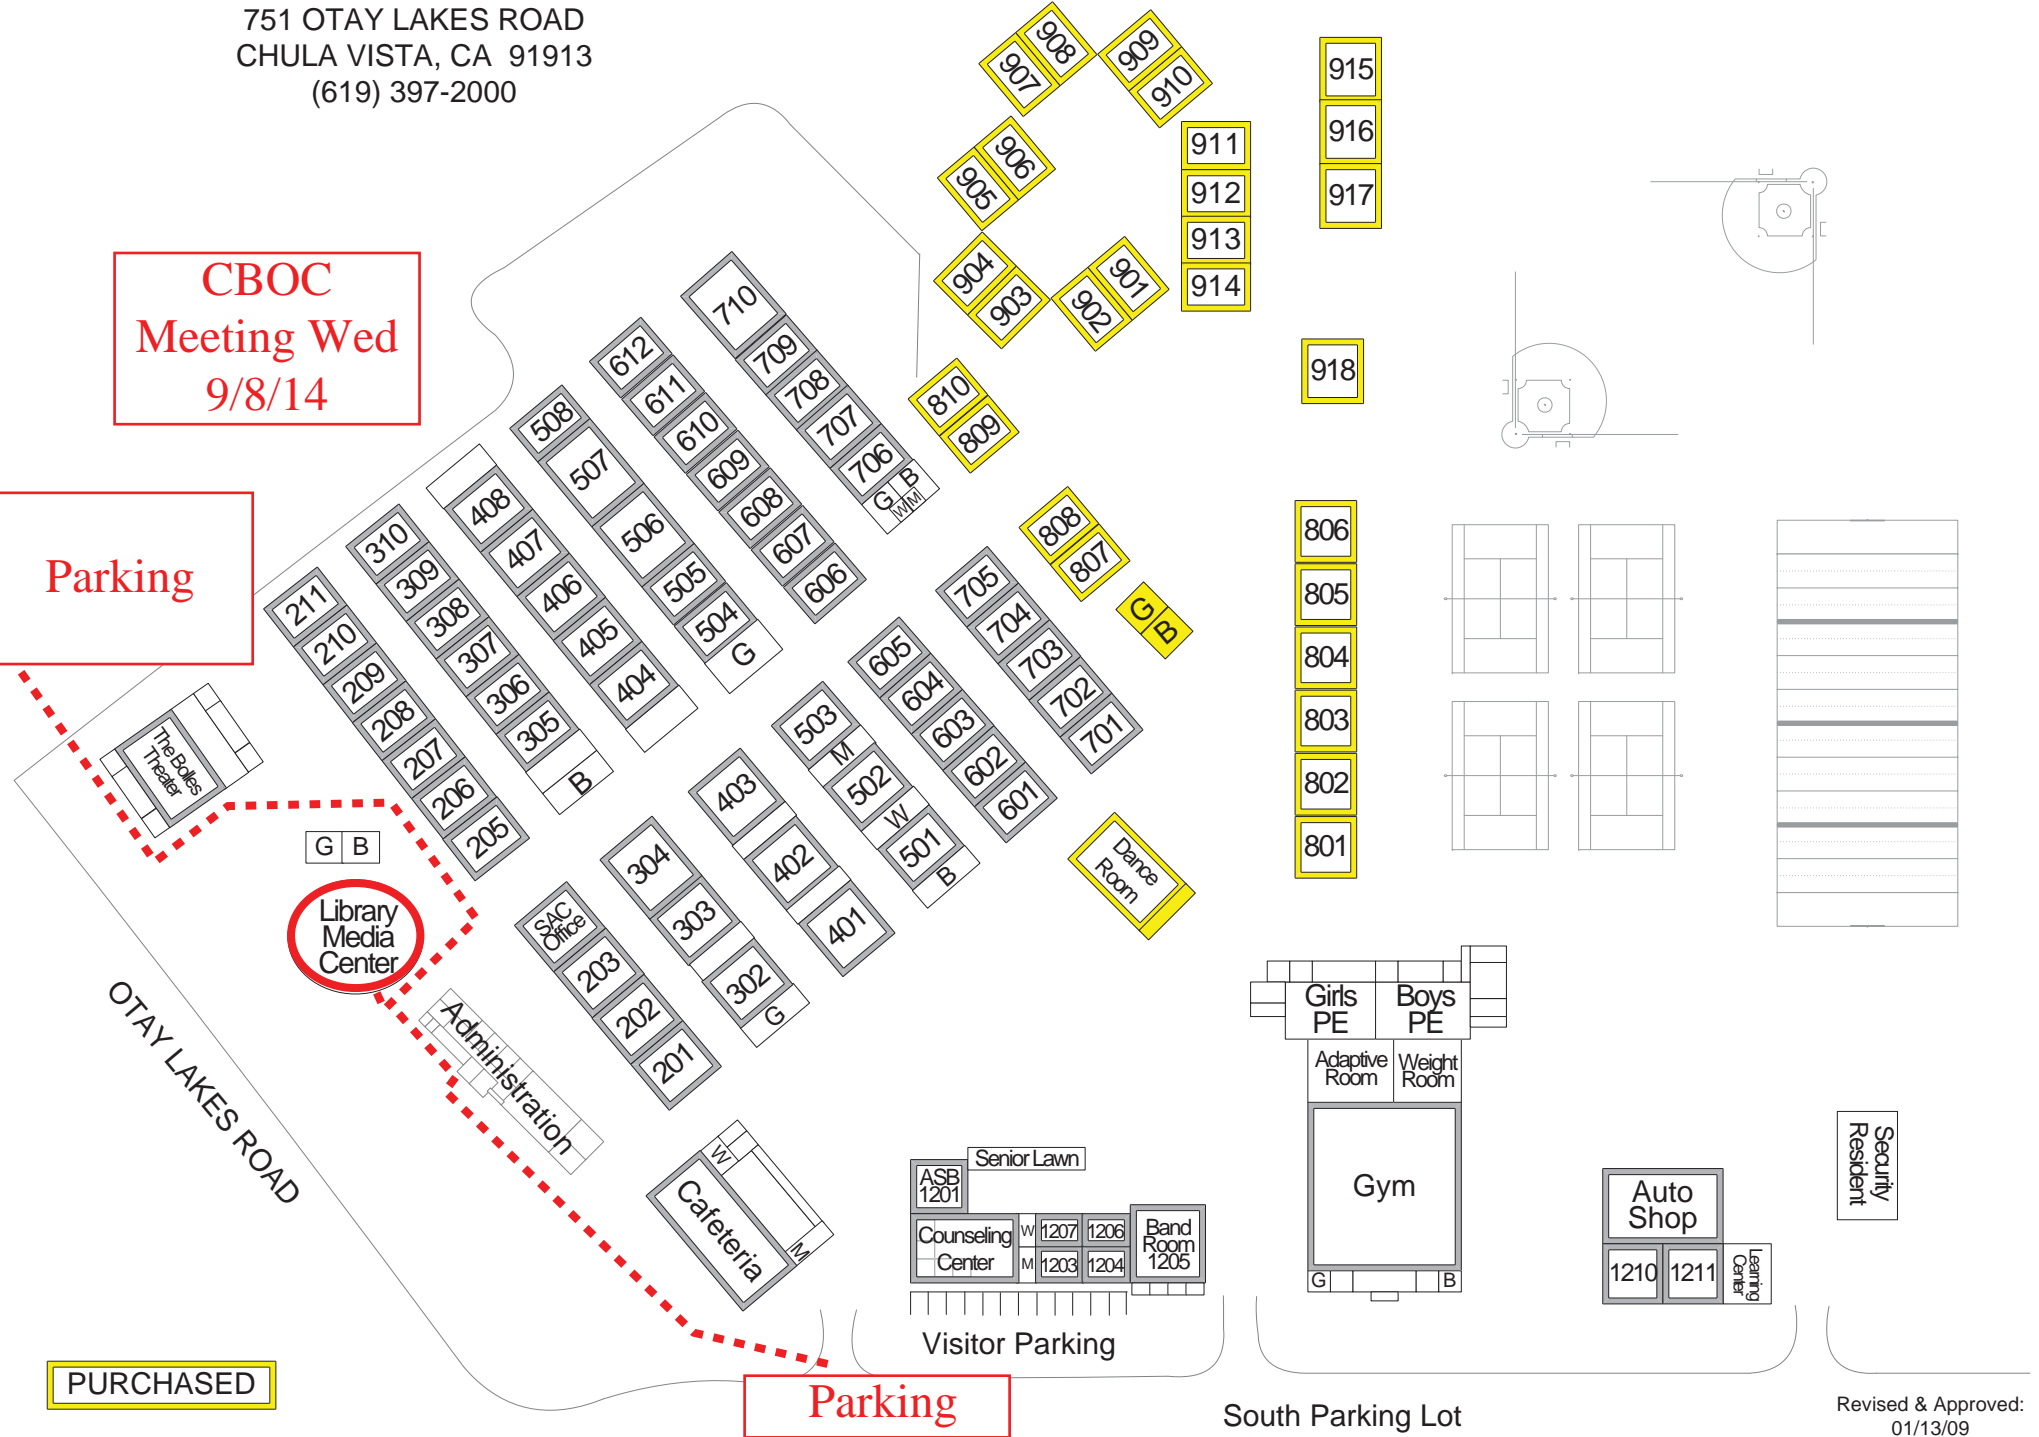 751 OTAY LAKES ROAD
CHULA VISTA, CA 91913
(619) 397-2000
908
907
909
910
915
916
917
906
905
911
912
913
914
904
903
901
902
918
CBOC
Meeting Wed
9/8/14
710
709
708
707
706
G
B
W
M
612
611
610
609
608
607
606
810
809
508
507
506
505
504
G
408
407
406
405
404
310
309
308
307
306
305
B
Parking
211
210
209
208
207
206
205
808
807
G
B
806
805
804
803
802
801
705
704
703
702
701
605
604
603
602
601
503
M
502
W
501
B
403
402
401
304
303
302
G
SAC
Office
203
202
201
The Bolles
Theater
G
B
Library
Media
Center
Dance
Room
OTAY LAKES ROAD
Administration
Girls
PE
Boys
PE
Adaptive
Room
Weight
Room
Gym
G
B
W
Cafeteria
M
Senior Lawn
ASB
1201
Counseling
Center
W
M
1207
1206
1203
1204
Band
Room
1205
Auto
Shop
1210
1211
Learning
Center
Security
Resident
Visitor Parking
PURCHASED
Parking
South Parking Lot
Revised & Approved:
01/13/09